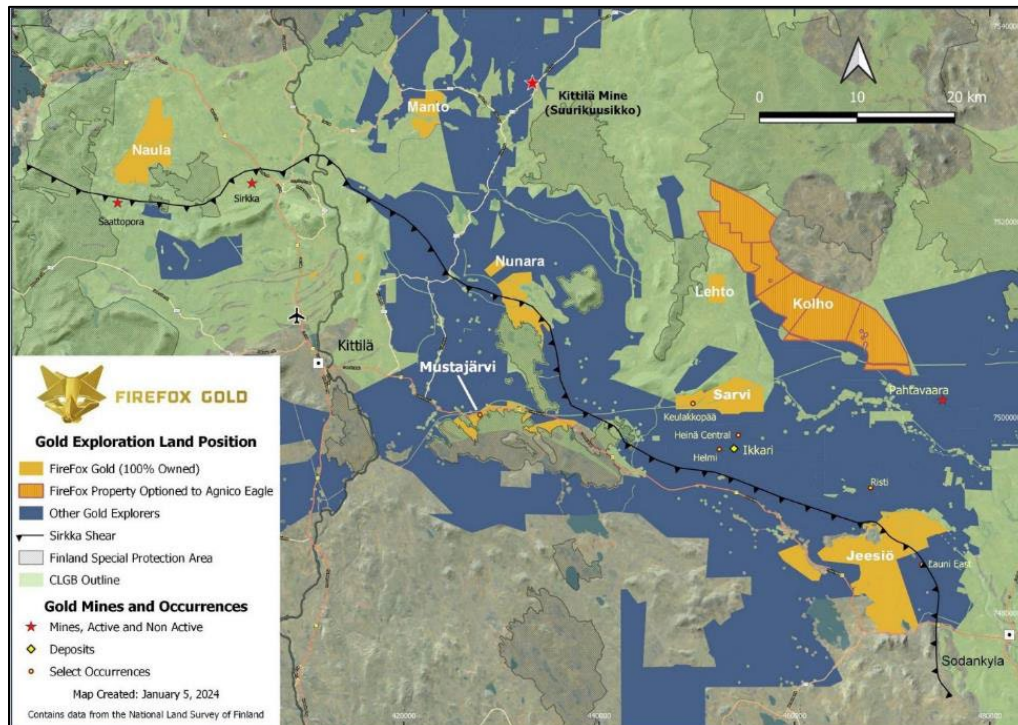 7540000
Kittilä Mine
(Suurikuusikko)
0 10 20 km
Manto
Naula
Sirkka
Saattopora
7520000
Nunara
Lehto
Kolho
Kittilä
Mustajärvi
Pahtavaara
Sarvi
Keulakkopää
7500000
Heinä Central
Helmi
Ikkari
Risti
Jeesiö
Launi East
Sodankyla
FIREFOX GOLD
Gold Exploration Land Position
FireFox Gold (100% Owned)
FireFox Property Optioned to Agnico Eagle
Other Gold Explorers
Sirkka Shear
Finland Special Protection Area
CLGB Outline
Gold Mines and Occurrences
Mines, Active and Non Active
Deposits
Select Occurrences
Map Created: January 5, 2024
Contains data from the National Land Survey of Finland